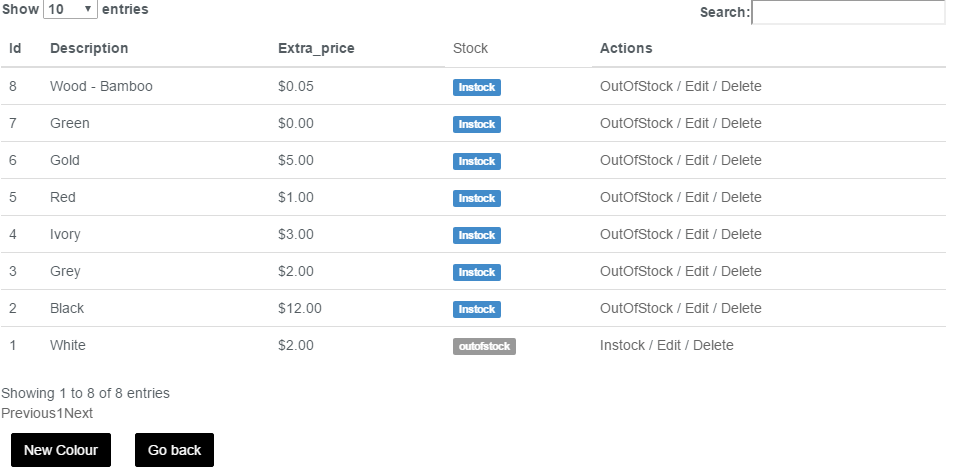 Show 10 entries
Search:
Id Description Extra_price Stock Actions
8 Wood - Bamboo $0.05 Instock OutOfStock / Edit / Delete
7 Green $0.00 Instock OutOfStock / Edit / Delete
6 Gold $5.00 Instock OutOfStock / Edit / Delete
5 Red $1.00 Instock OutOfStock / Edit / Delete
4 Ivory $3.00 Instock OutOfStock / Edit / Delete
3 Grey $2.00 Instock OutOfStock / Edit / Delete
2 Black $12.00 Instock OutOfStock / Edit / Delete
1 White $2.00 outofstock Instock / Edit / Delete
Showing 1 to 8 of 8 entries
Previous1Next
New Colour Go back